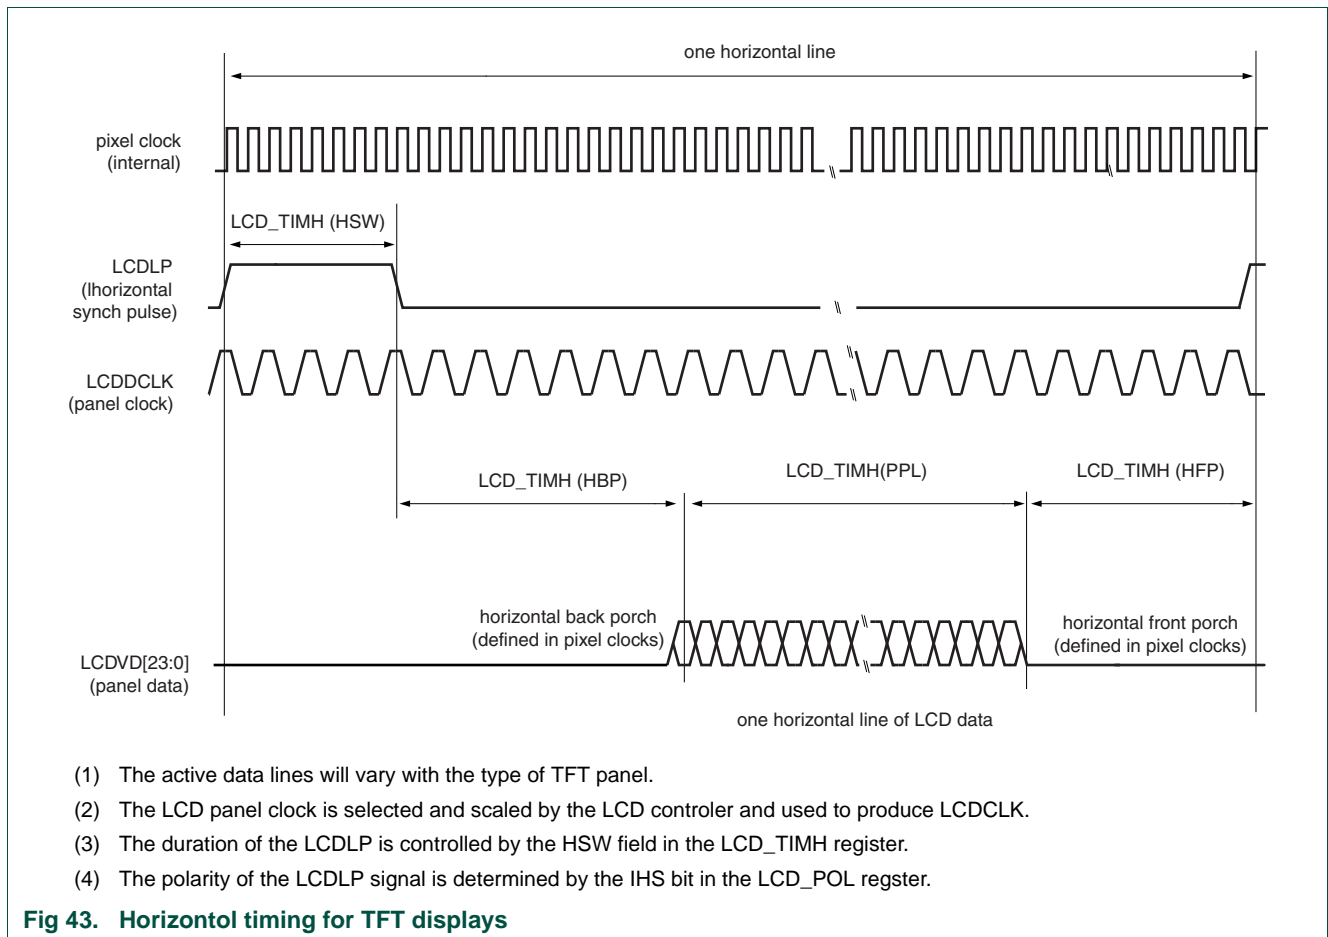 one horizontal line
pixel clock
(internal)
LCD_TIMH (HSW)
LCDLP
(lhorizontal
synch pulse)
LCDDCLK
(panel clock)
LCD_TIMH (HBP)
LCD_TIMH(PPL)
LCD_TIMH (HFP)
horizontal back porch
(defined in pixel clocks)
horizontal front porch
(defined in pixel clocks)
LCDVD[23:0]
(panel data)
one horizontal line of LCD data
(1) The active data lines will vary with the type of TFT panel.
(2) The LCD panel clock is selected and scaled by the LCD controler and used to produce LCDCLK.
(3) The duration of the LCDLP is controlled by the HSW field in the LCD_TIMH register.
(4) The polarity of the LCDLP signal is determined by the IHS bit in the LCD_POL regster.
Fig 43. Horizontol timing for TFT displays